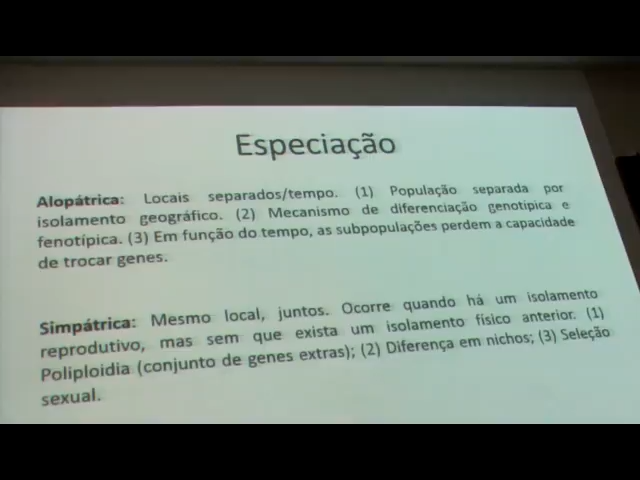 Especiação
Alopátrica: Locais separados/tempo. (1) População separada por
isolamento geográfico. (2) Mecanismo de diferenciação genotípica e
fenotípica. (3) Em função do tempo, as subpopulações perdem a capacidade
de trocar genes.
Simpátrica: Mesmo local, juntos. Ocorre quando há um isolamento
reprodutivo, mas sem que exista um isolamento físico anterior. (1)
Poliploidia (conjunto de genes extras); (2) Diferença em nichos; (3) Seleção
sexual.